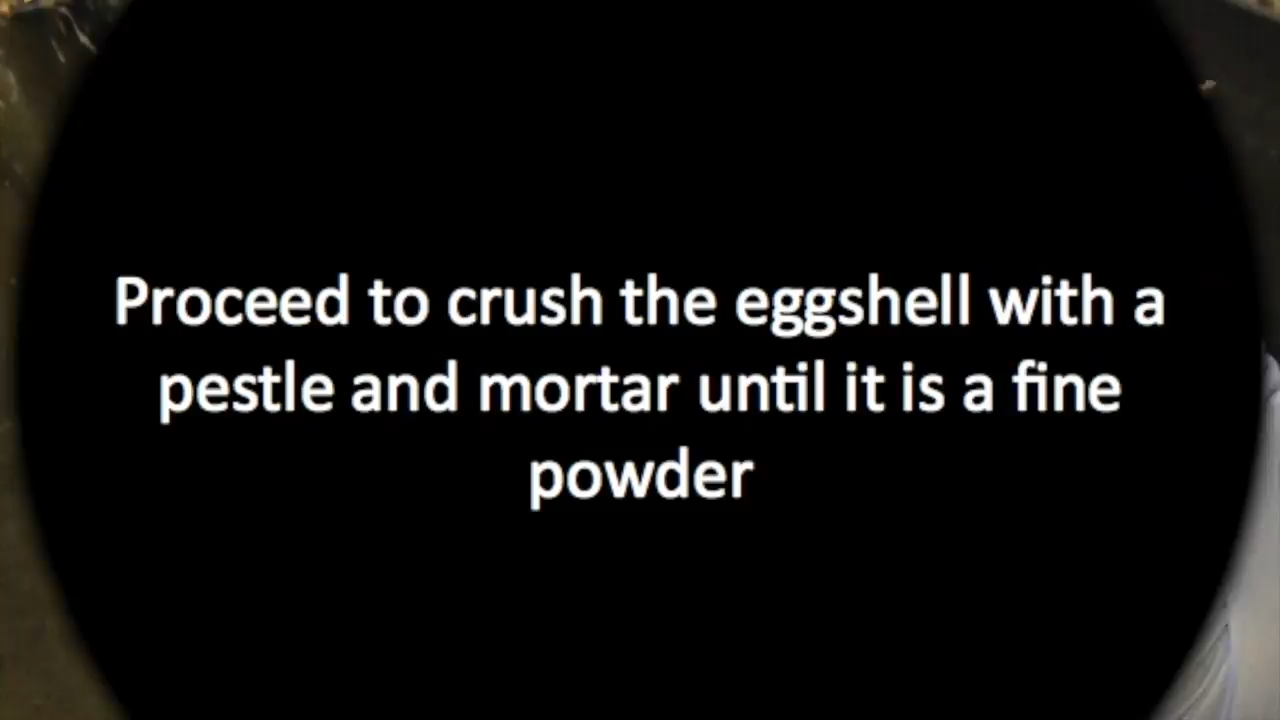 Proceed to crush the eggshell with a
pestle and mortar until it is a fine
powder